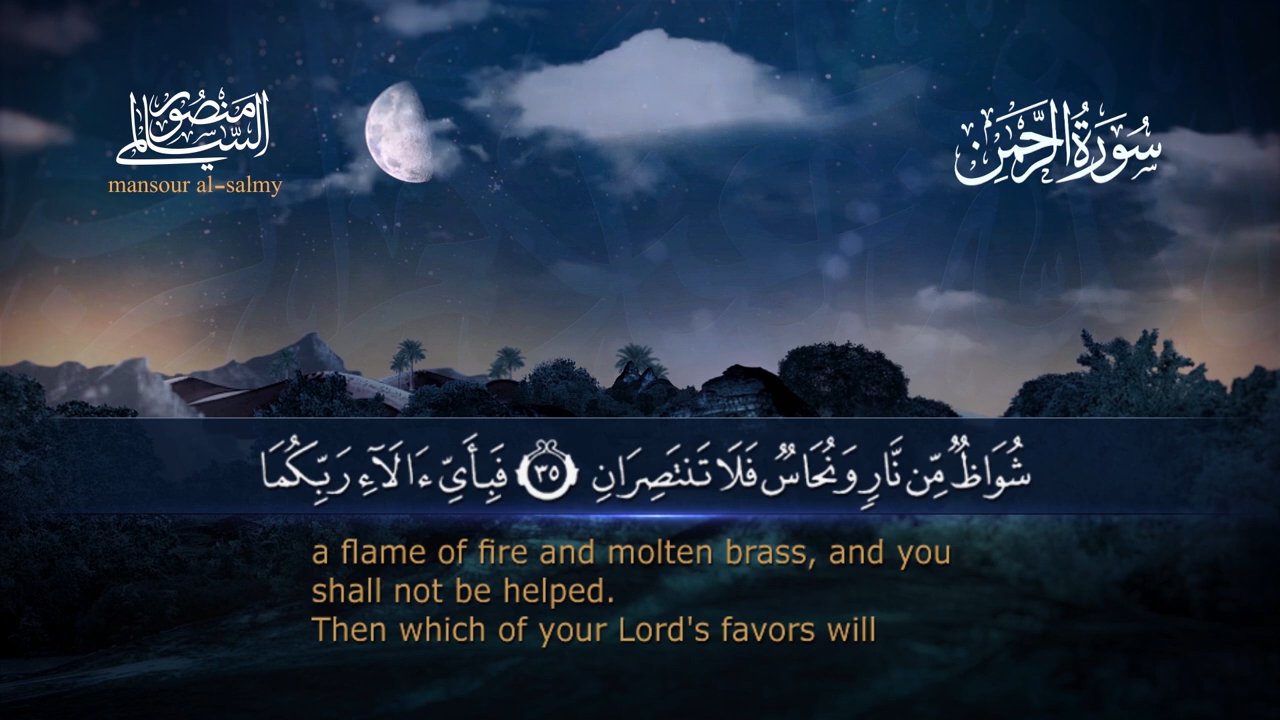 منصور السالمي
mansour al-salmy
سُورَةُ الرَّحْمَٰن
شُوَاظٌ مِّن نَّارٍ وَنُحَاسٌ فَلَا تَنتَصِرَانِ ٣٥ فَبِأَىِّ ءَالَآءِ رَبِّكُمَا
a flame of fire and molten brass, and you
shall not be helped.
Then which of your Lord's favors will